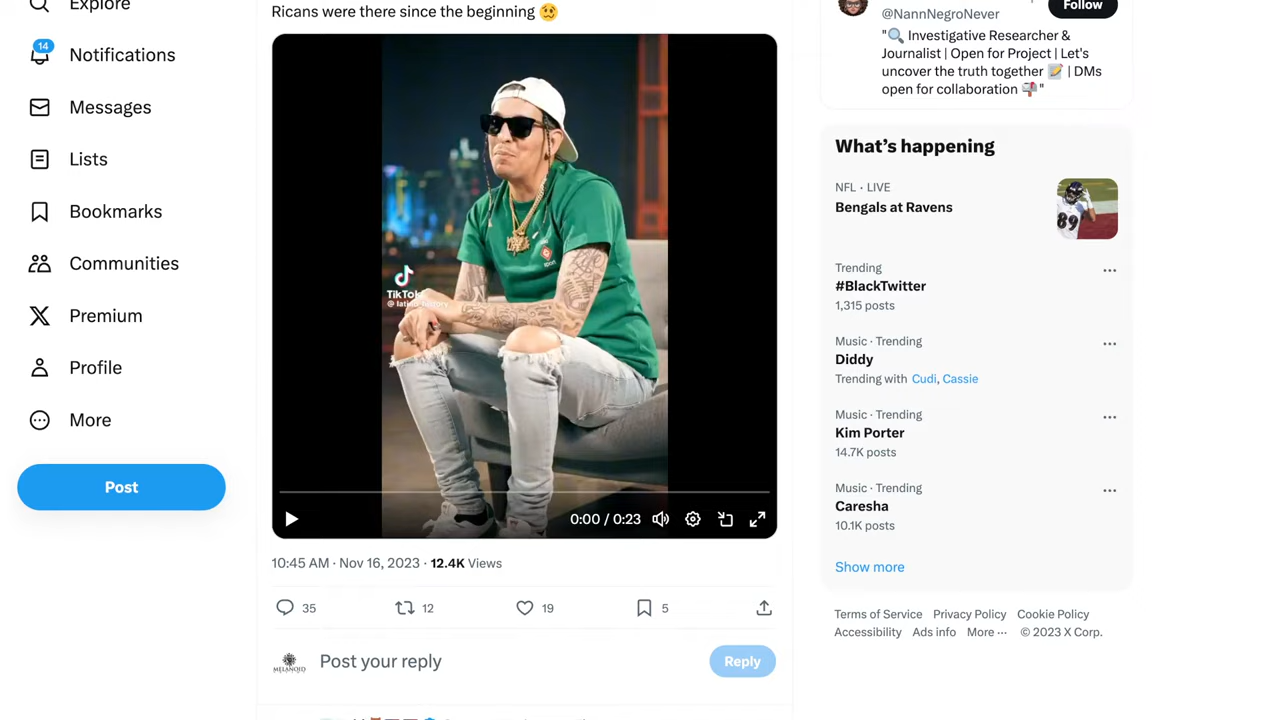 Explore
14
Notifications
Messages
Lists
Bookmarks
Communities
Premium
Profile
More
Post
Ricans were there since the beginning 🥴
TikTok
0:00 / 0:23
10:45 AM · Nov 16, 2023 · 12.4K Views
35
12
19
5
MELANOID
Post your reply
Reply
@NannNegroNever
Follow
"🔍 Investigative Researcher &
Journalist | Open for Project | Let's
uncover the truth together 📝 | DMs
open for collaboration 📬"
What's happening
NFL · LIVE
Bengals at Ravens
89
Trending
#BlackTwitter
1,315 posts
Music · Trending
Diddy
Trending with Cudi, Cassie
Music · Trending
Kim Porter
14.7K posts
Music · Trending
Caresha
10.1K posts
Show more
Terms of Service Privacy Policy Cookie Policy
Accessibility Ads info More ··· © 2023 X Corp.